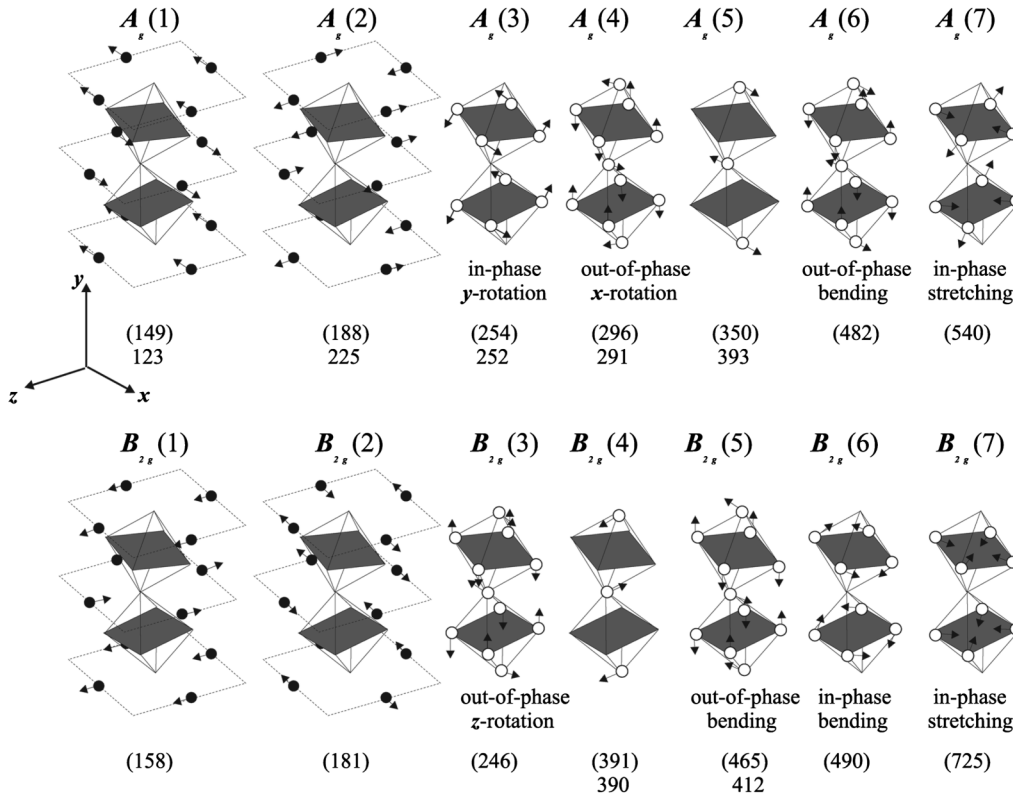 A_g (1) A_g (2) A_g (3) A_g (4) A_g (5) A_g (6) A_g (7)
in-phase out-of-phase out-of-phase in-phase
y-rotation x-rotation bending stretching
y
(149) (188) (254) (296) (350) (482) (540)
123 225 252 291 393
z x
B_2g (1) B_2g (2) B_2g (3) B_2g (4) B_2g (5) B_2g (6) B_2g (7)
out-of-phase out-of-phase in-phase in-phase
z-rotation bending bending stretching
(158) (181) (246) (391) (465) (490) (725)
390 412